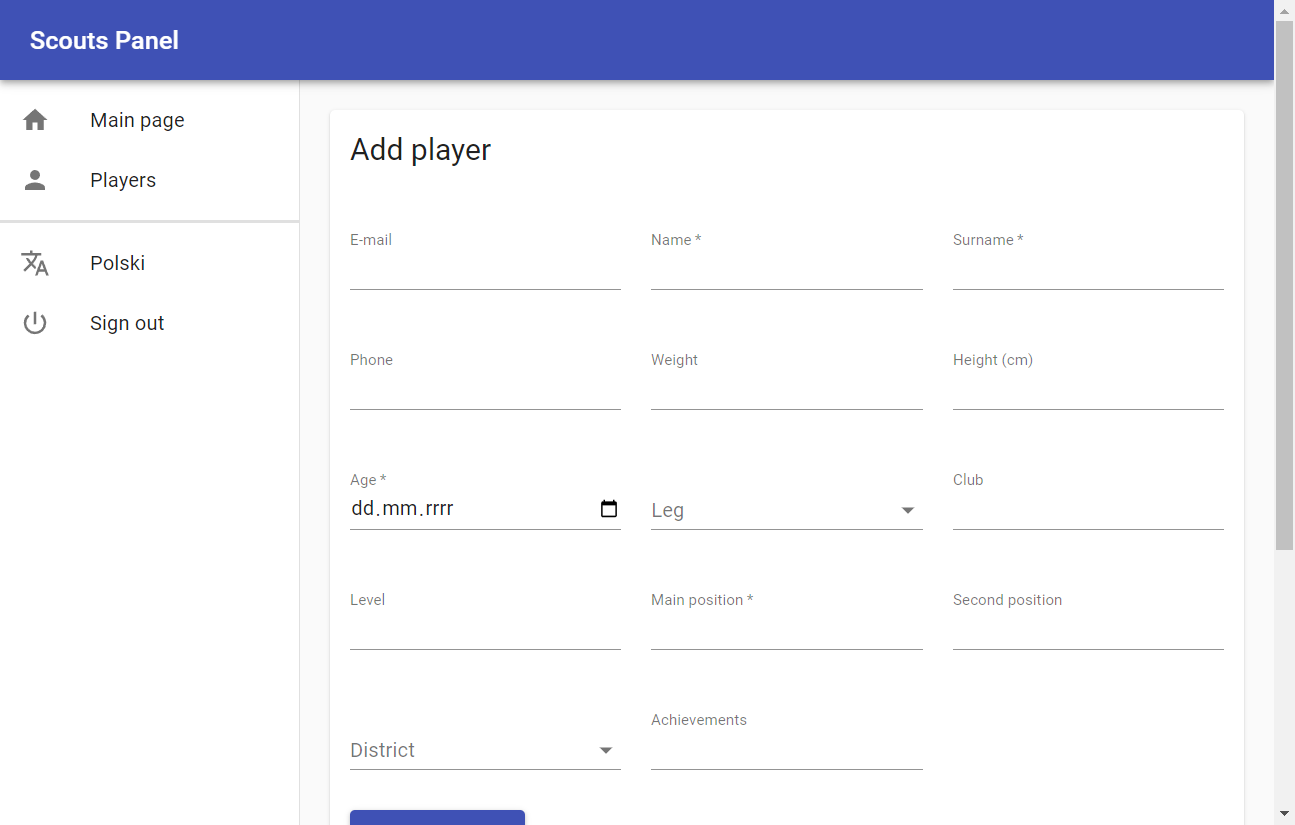 Scouts Panel
Main page
Players
Polski
Sign out
Add player
E-mail
Name *
Surname *
Phone
Weight
Height (cm)
Age *
dd.mm.rrrr
Leg
Club
Level
Main position *
Second position
District
Achievements